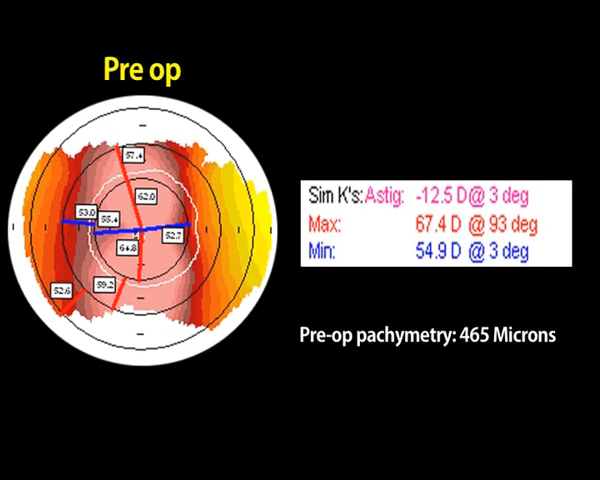 Pre op
57.4
62.0
53.0
55.4
52.7
64.8
59.2
52.6
Sim K's: Astig: -12.5 D@ 3 deg
Max: 67.4 D @ 93 deg
Min: 54.9 D @ 3 deg
Pre-op pachymetry: 465 Microns